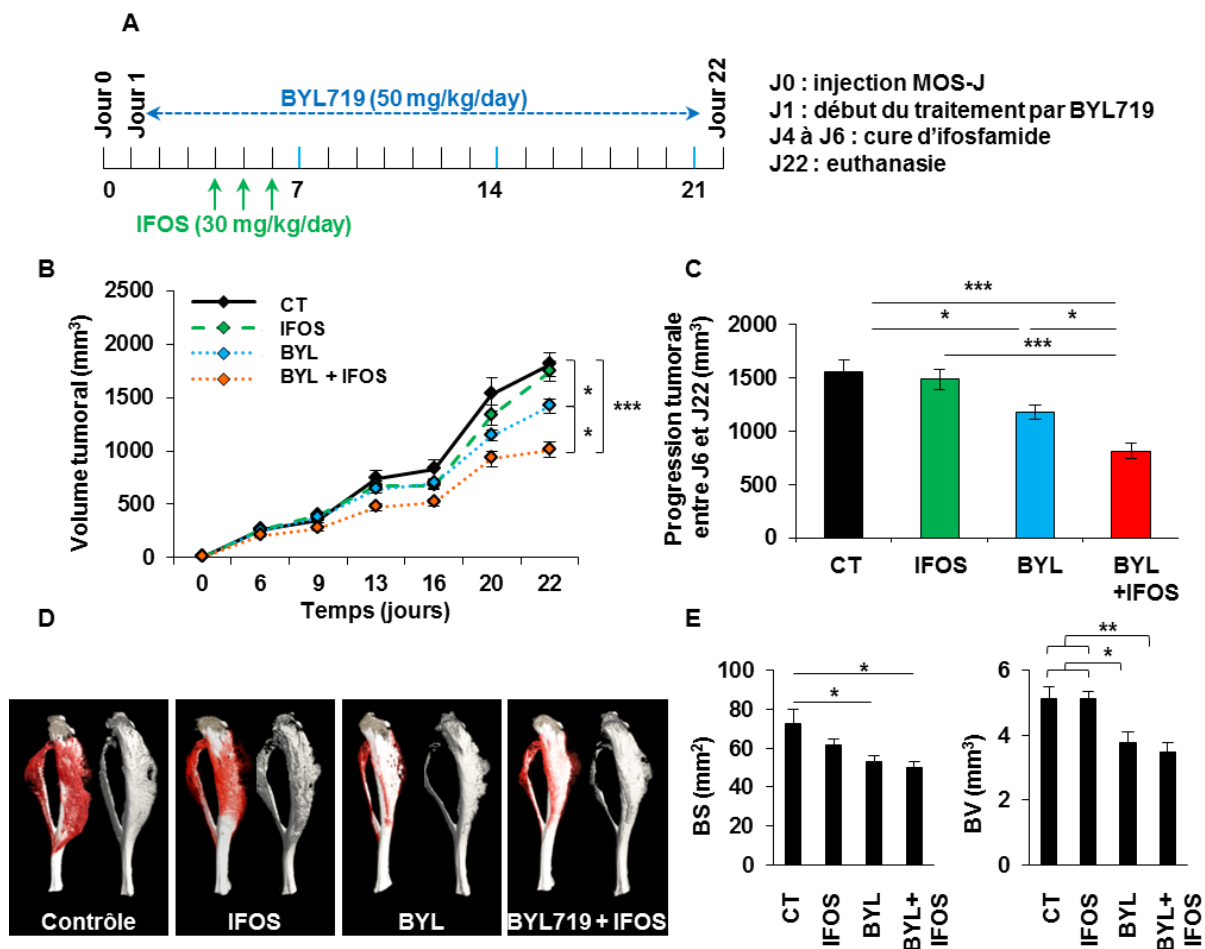 A
Jour 0
Jour 1
BYL719 (50 mg/kg/day)
Jour 22
0
7
14
21
IFOS (30 mg/kg/day)
J0 : injection MOS-J
J1 : début du traitement par BYL719
J4 à J6 : cure d'ifosfamide
J22 : euthanasie
B
Volume tumoral (mm³)
2500
2000
1500
1000
500
0
CT
IFOS
BYL
BYL + IFOS
*
*
***
0 6 9 13 16 20 22
Temps (jours)
C
Progression tumorale
entre J6 et J22 (mm³)
2000
1500
1000
500
0
***
* *
***
CT IFOS BYL BYL
+IFOS
D
Contrôle
IFOS
BYL
BYL719 + IFOS
E
BS (mm²)
100
80
60
40
20
0
*
*
CT
IFOS
BYL
BYL+
IFOS
BV (mm³)
6
4
2
0
**
*
CT
IFOS
BYL
BYL+
IFOS